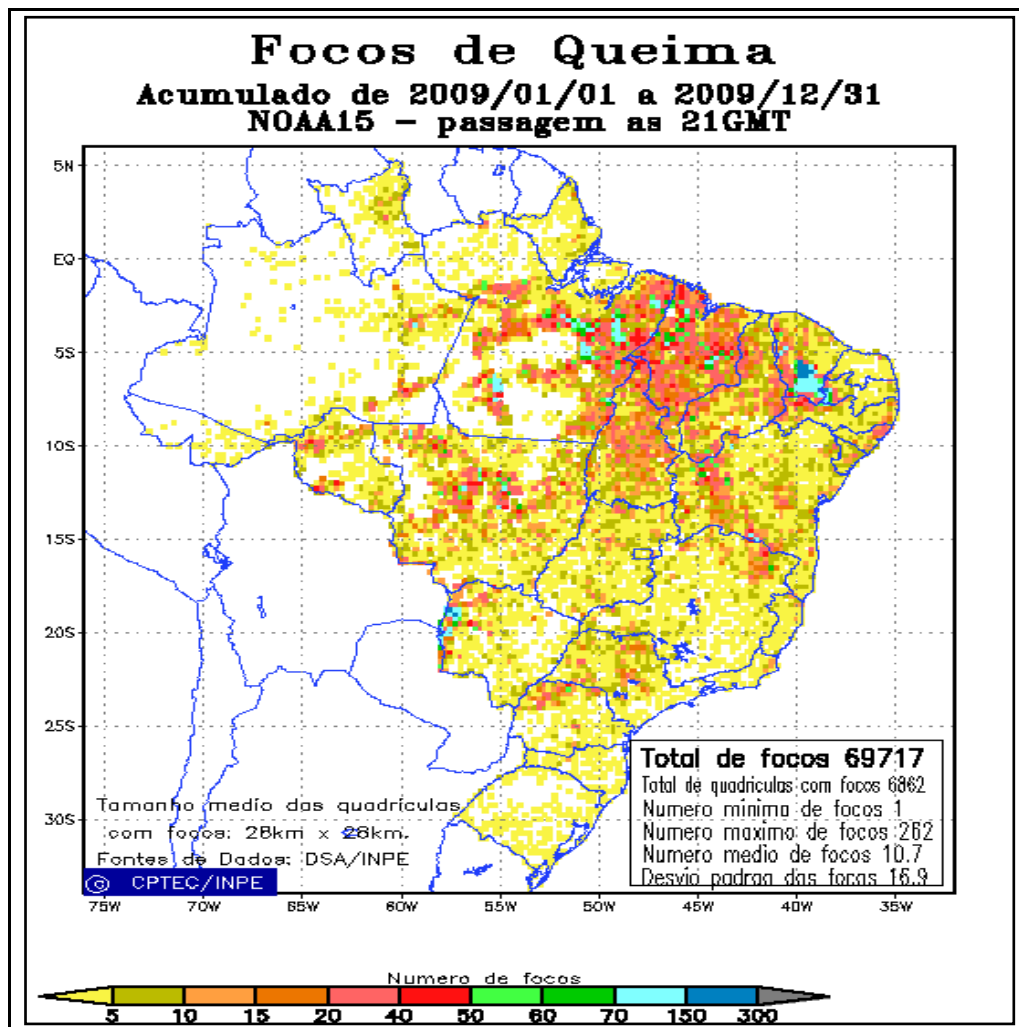 Focos de Queima
Acumulado de 2009/01/01 a 2009/12/31
NOAA15 – passagem as 21GMT
5N
EQ
5S
10S
15S
20S
25S
30S
Total de focos 69717
Total de quadriculas com focos 6862
Numero minima de focos 1
Numero maximo de focos 262
Numero medio de focos 10.7
Desvio padrao dos focos 16.9
Tamanho medio das quadriculas
com focos: 28km x 28km.
Fontes de Dados: DSA/INPE
© CPTEC/INPE
75W 70W 65W 60W 55W 50W 45W 40W 35W
Numero de focos
5 10 15 20 40 50 60 70 150 300